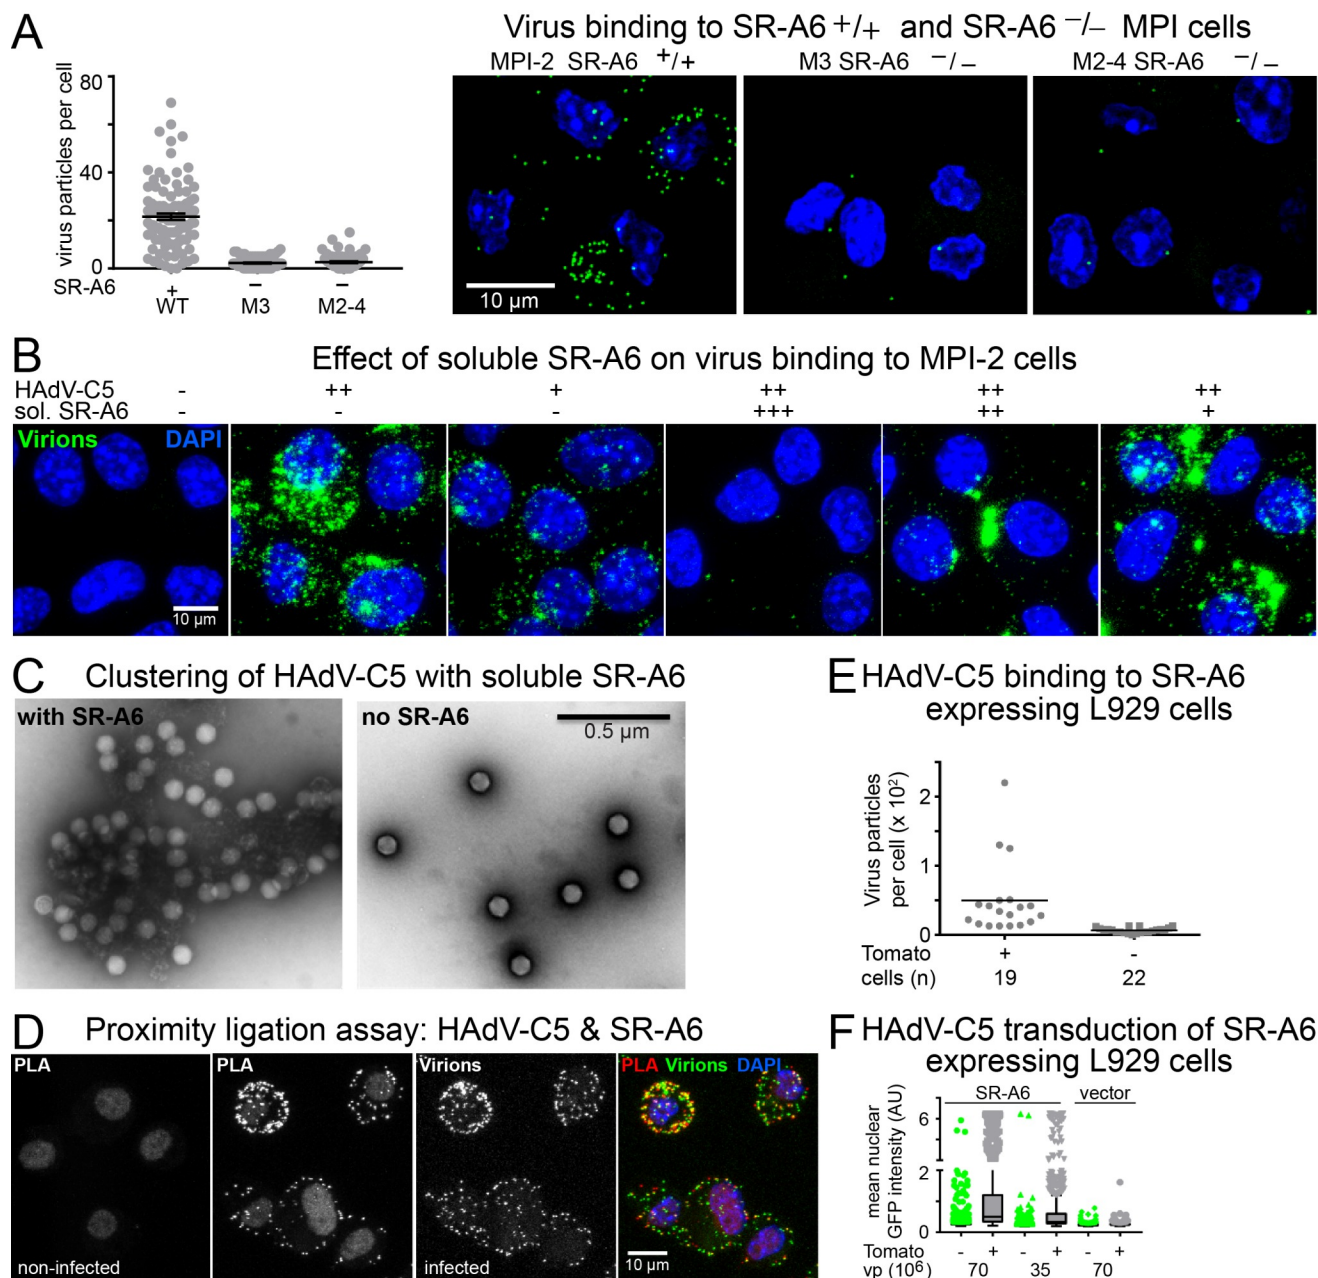 A
Virus binding to SR-A6 +/+ and SR-A6 −/− MPI cells
MPI-2 SR-A6 +/+
M3 SR-A6 −/−
M2-4 SR-A6 −/−
virus particles per cell
80
40
0
SR-A6 + − −
WT M3 M2-4
10 µm
B
Effect of soluble SR-A6 on virus binding to MPI-2 cells
HAdV-C5 - ++ + ++ ++ ++
sol. SR-A6 - - - +++ ++ +
Virions DAPI
10 µm
C
Clustering of HAdV-C5 with soluble SR-A6
with SR-A6
no SR-A6
0.5 µm
D
Proximity ligation assay: HAdV-C5 & SR-A6
PLA
PLA
Virions
PLA Virions DAPI
non-infected
infected
10 µm
E
HAdV-C5 binding to SR-A6
expressing L929 cells
Virus particles
per cell (x 10²)
2
1
0
Tomato + -
cells (n) 19 22
F
HAdV-C5 transduction of SR-A6
expressing L929 cells
SR-A6 vector
mean nuclear
GFP intensity (AU)
6
2
0
Tomato - + - + - +
vp (10⁶) 70 35 70